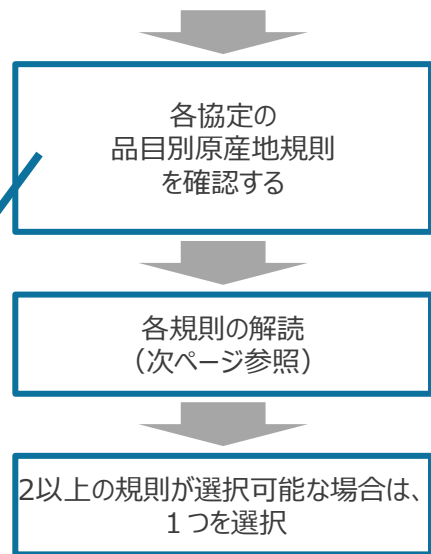 各協定の
品目別原産地規則
を確認する
各規則の解読
（次ページ参照）
2以上の規則が選択可能な場合は、
１つを選択